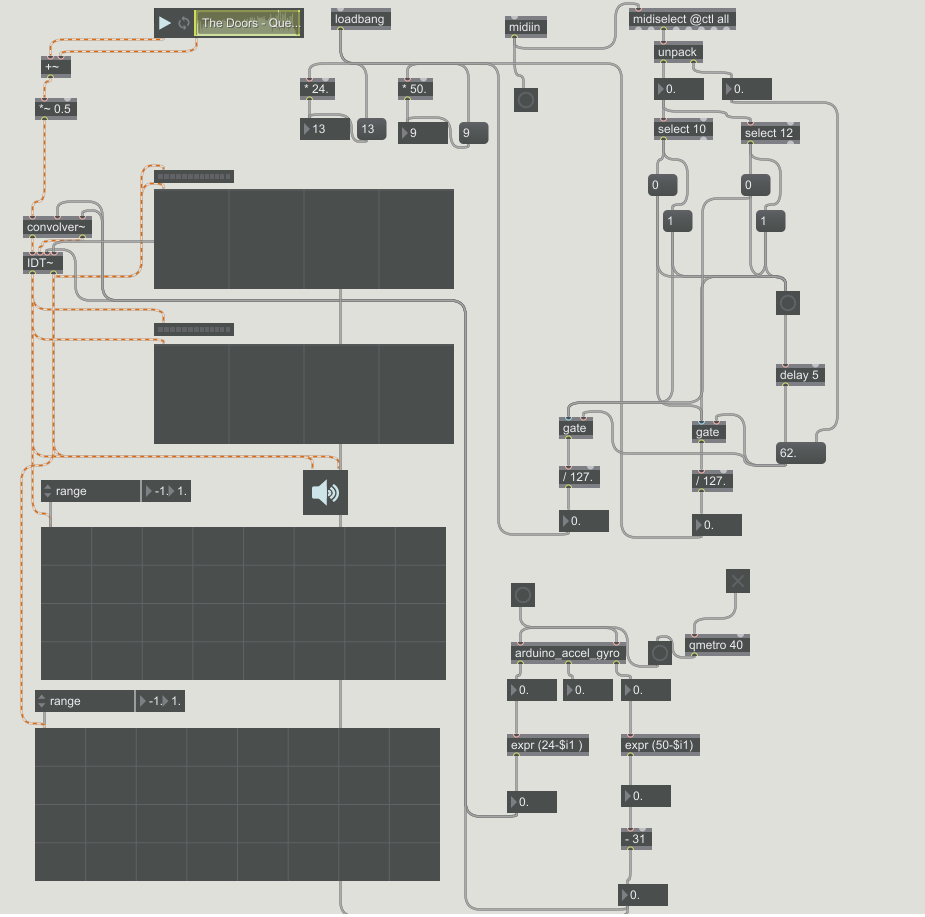 The Doors - Que...
loadbang
midiin
midiselect @ctl all
unpack
+~
*~ 0.5
* 24.
* 50.
0.
0.
13
13
9
9
select 10
select 12
0
0
1
1
convolver~
IDT~
delay 5
gate
gate
62.
/ 127.
/ 127.
range
-1.
1.
0.
0.
qmetro 40
arduino_accel_gyro
0.
0.
0.
range
-1.
1.
expr (24-$i1 )
expr (50-$i1)
0.
0.
- 31
0.